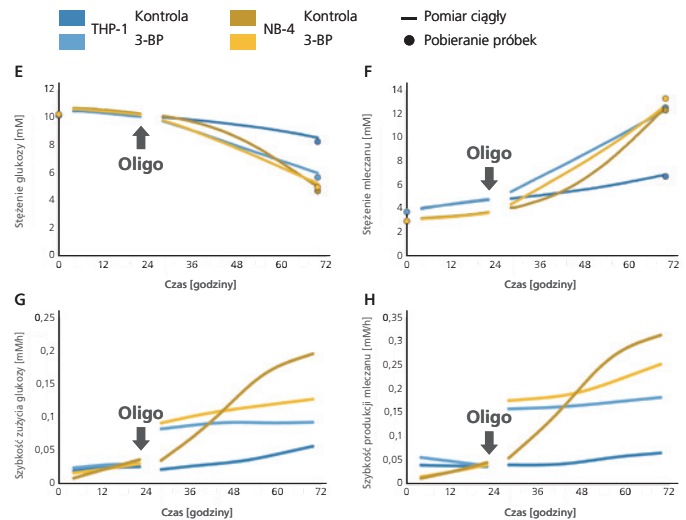 THP-1 Kontrola
3-BP
NB-4 Kontrola
3-BP
Pomiar ciągły
Pobieranie próbek
E
Stężenie glukozy [mM]
12
10
8
6
4
2
0
Oligo
0 12 24 36 48 60 72
Czas [godziny]
F
Stężenie mleczanu [mM]
14
12
10
8
6
4
2
0
Oligo
0 12 24 36 48 60 72
Czas [godziny]
G
Szybkość zużycia glukozy [mM/h]
0,25
0,2
0,15
0,1
0,05
0
Oligo
0 12 24 36 48 60 72
Czas [godziny]
H
Szybkość produkcji mleczanu [mM/h]
0,35
0,3
0,25
0,2
0,15
0,1
0,05
0
Oligo
0 12 24 36 48 60 72
Czas [godziny]